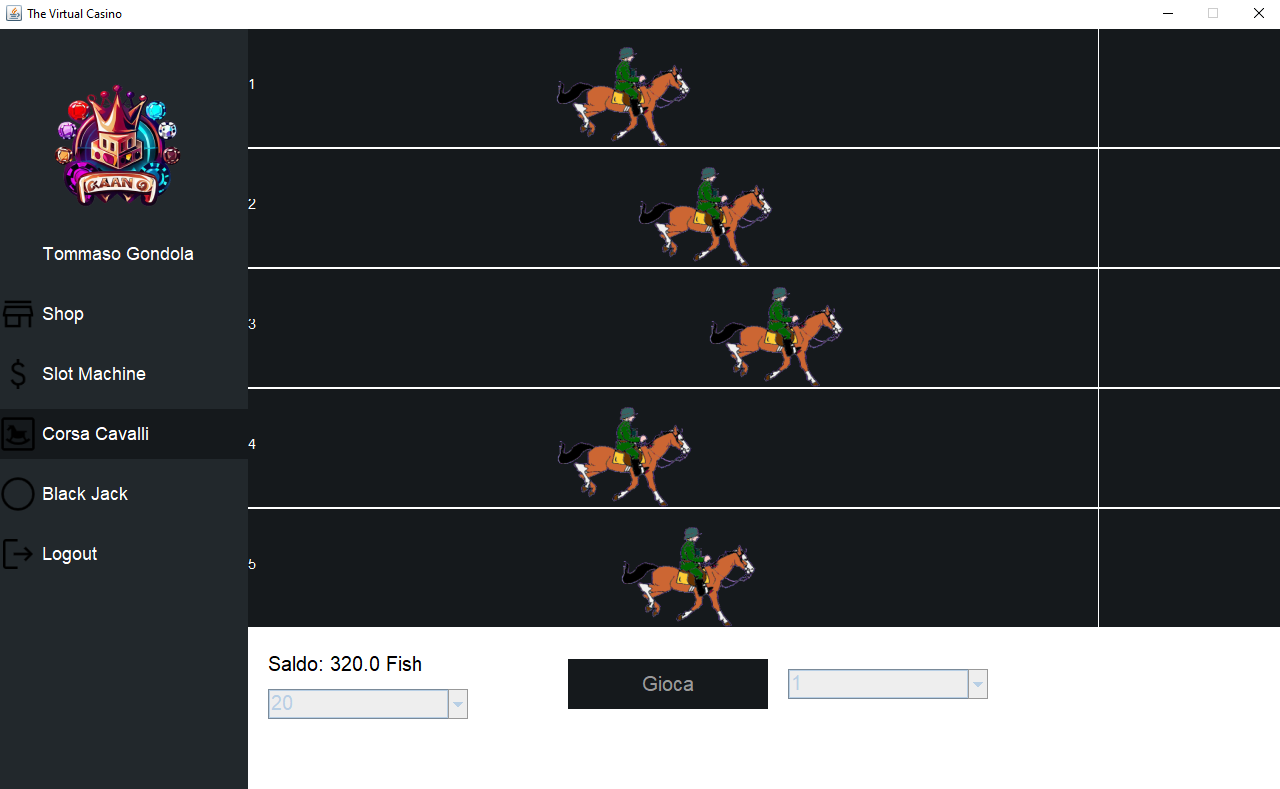 The Virtual Casino
KAANO
Tommaso Gondola
Shop
Slot Machine
Corsa Cavalli
Black Jack
Logout
1
2
3
4
5
Saldo: 320.0 Fish
20
Gioca
1